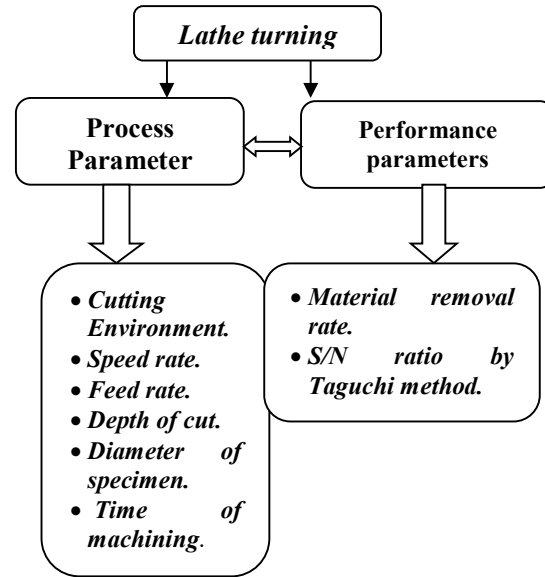 Lathe turning
Process
Parameter
Performance
parameters
• Cutting
Environment.
• Speed rate.
• Feed rate.
• Depth of cut.
• Diameter of
specimen.
• Time of
machining.
• Material removal
rate.
• S/N ratio by
Taguchi method.